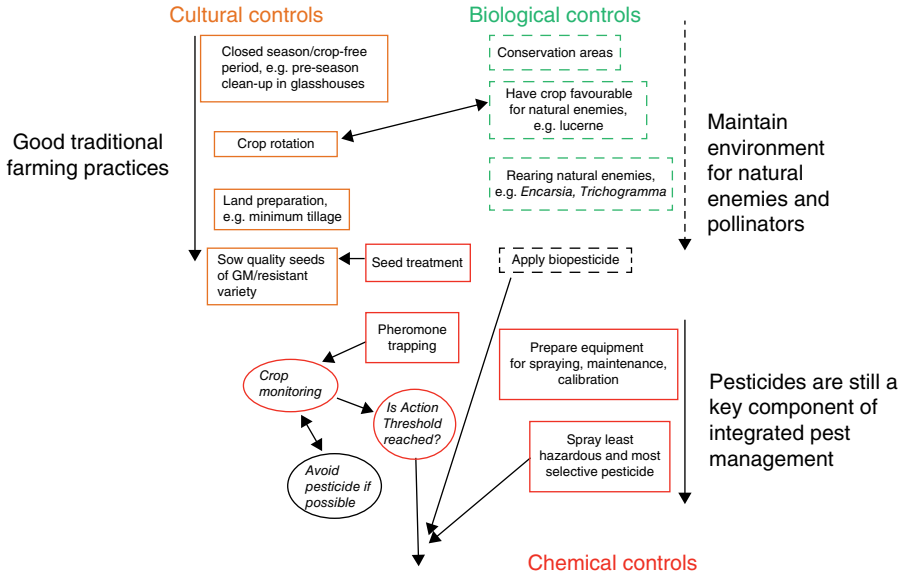 Cultural controls
Biological controls
Closed season/crop-free
period, e.g. pre-season
clean-up in glasshouses
Conservation areas
Have crop favourable
for natural enemies,
e.g. lucerne
Good traditional
farming practices
Crop rotation
Maintain
environment
for natural
enemies and
pollinators
Rearing natural enemies,
e.g. Encarsia, Trichogramma
Land preparation,
e.g. minimum tillage
Sow quality seeds
of GM/resistant
variety
Seed treatment
Apply biopesticide
Pheromone
trapping
Prepare equipment
for spraying, maintenance,
calibration
Crop
monitoring
Is Action
Threshold
reached?
Pesticides are still a
key component of
integrated pest
management
Spray least
hazardous and most
selective pesticide
Avoid
pesticide if
possible
Chemical controls